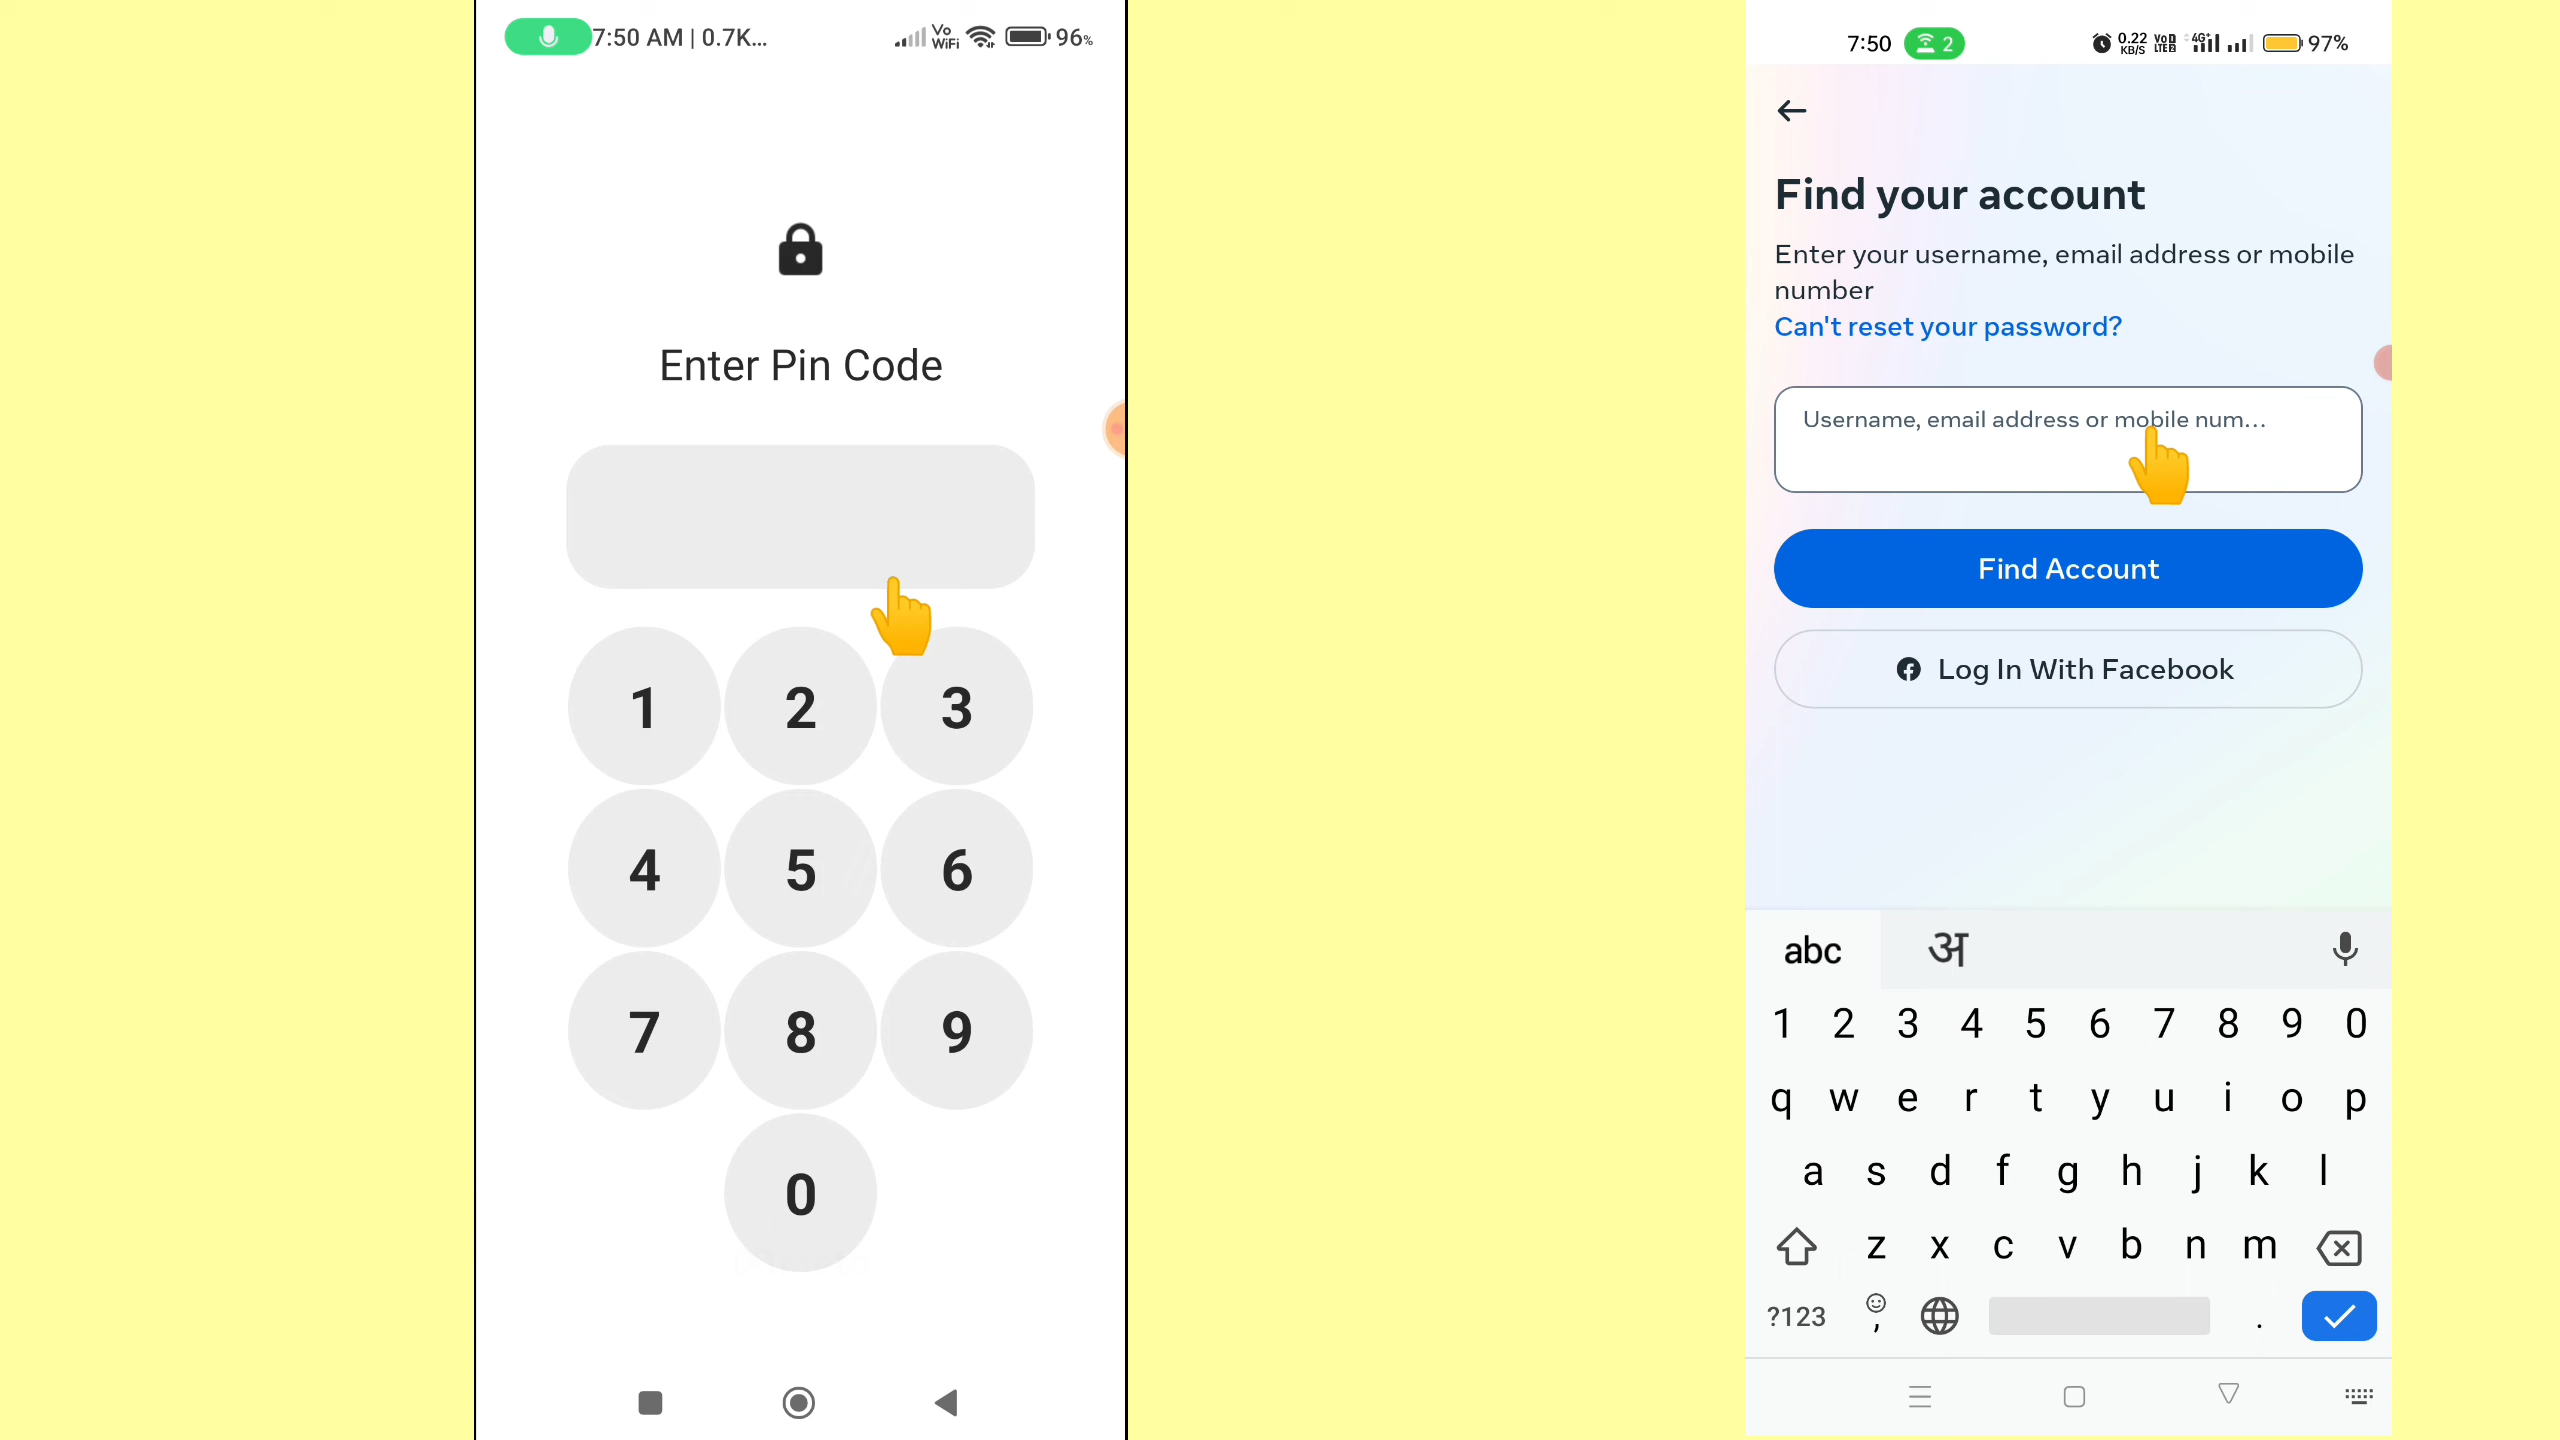 7:50 AM | 0.7K...
Vo
WiFi
96%
Enter Pin Code
1 2 3
4 5 6
7 8 9
0
7:50
2
0.22
KB/S
4G+
97%
Find your account
Enter your username, email address or mobile
number
Can't reset your password?
Username, email address or mobile num...
Find Account
Log In With Facebook
abc अ
1 2 3 4 5 6 7 8 9 0
q w e r t y u i o p
a s d f g h j k l
z x c v b n m
?123 , .